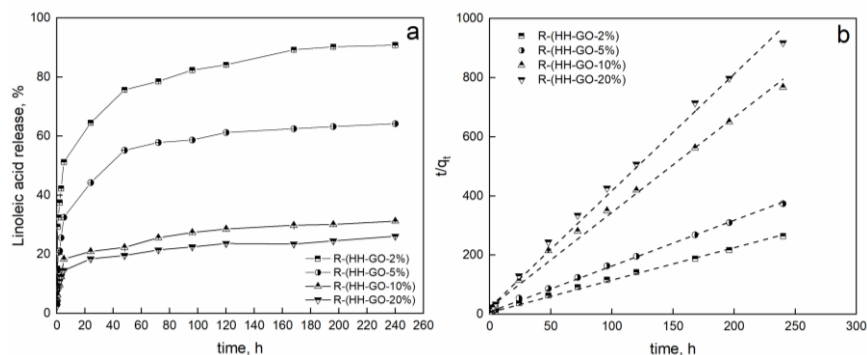 a
Linoleic acid release, %
100
80
60
40
20
0
0 20 40 60 80 100 120 140 160 180 200 220 240 260
time, h
R-(HH-GO-2%)
R-(HH-GO-5%)
R-(HH-GO-10%)
R-(HH-GO-20%)
b
R-(HH-GO-2%)
R-(HH-GO-5%)
R-(HH-GO-10%)
R-(HH-GO-20%)
t/qt
1000
800
600
400
200
0
0 50 100 150 200 250 300
time, h